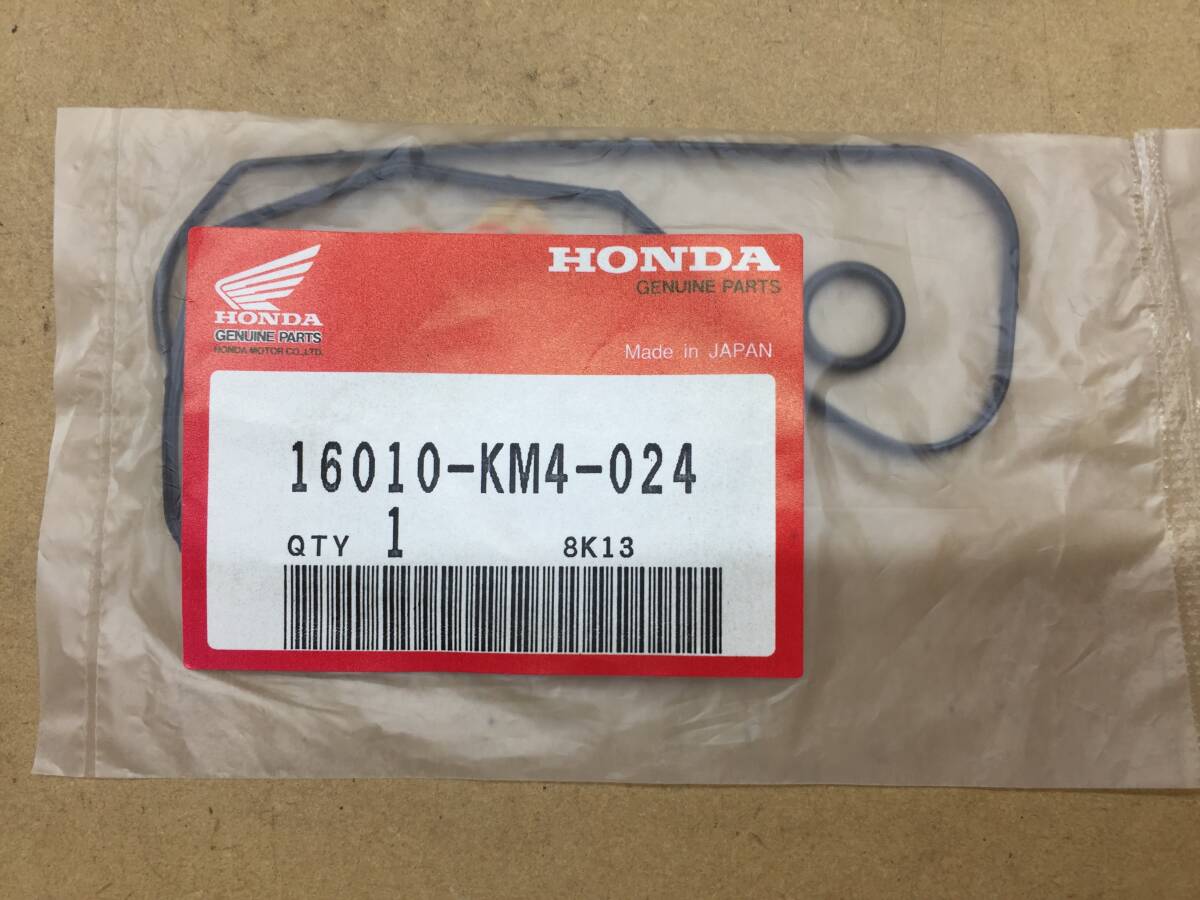 HONDA
GENUINE PARTS
HONDA MOTOR CO.,LTD.
HONDA
GENUINE PARTS
Made in JAPAN
16010-KM4-024
QTY 1 8K13